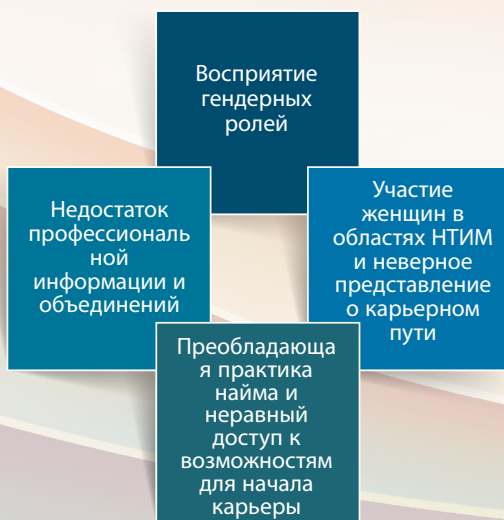 Восприятие
гендерных
ролей
Недостаток
профессиональ
ной
информации и
объединений
Участие
женщин в
областях НТИМ
и неверное
представление
о карьерном
пути
Преобладающа
я практика
найма и
неравный
доступ к
возможностям
для начала
карьеры